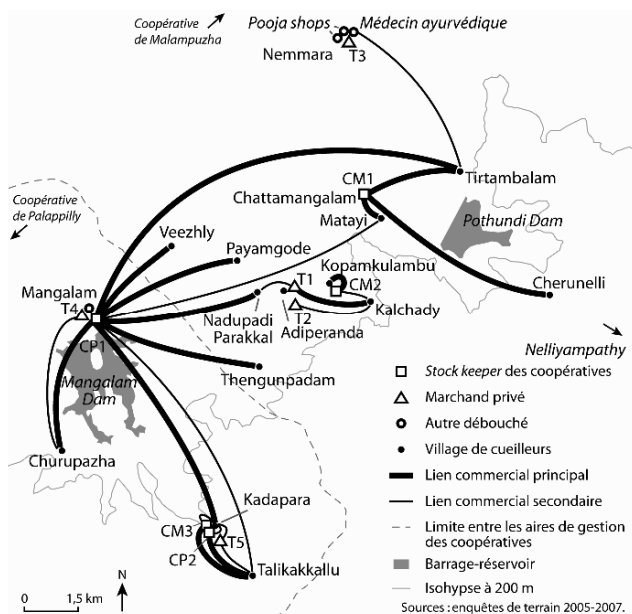 Coopérative
de Malampuzha
Pooja shops
Médecin ayurvédique
Nemmara
T3
CM1
Tirtambalam
Chattamangalam
Coopérative
de Palappilly
Matayi
Pothundi Dam
Veezhly
Payamgode
Kopamkulambu
Mangalam
T1
CM2
Cherunelli
T4
T2
Kalchady
Nadupadi
Parakkal
Adiperanda
CP1
Nelliyampathy
Mangalam
Dam
Thengunpadam
Stock keeper des coopératives
Marchand privé
Autre débouché
Village de cueilleurs
Churupazha
Lien commercial principal
Kadapara
Lien commercial secondaire
CM3
Limite entre les aires de gestion
des coopératives
CP2
T5
Talikakkallu
Barrage-réservoir
N
Isohypse à 200 m
0 1,5 km
Sources : enquêtes de terrain 2005-2007.